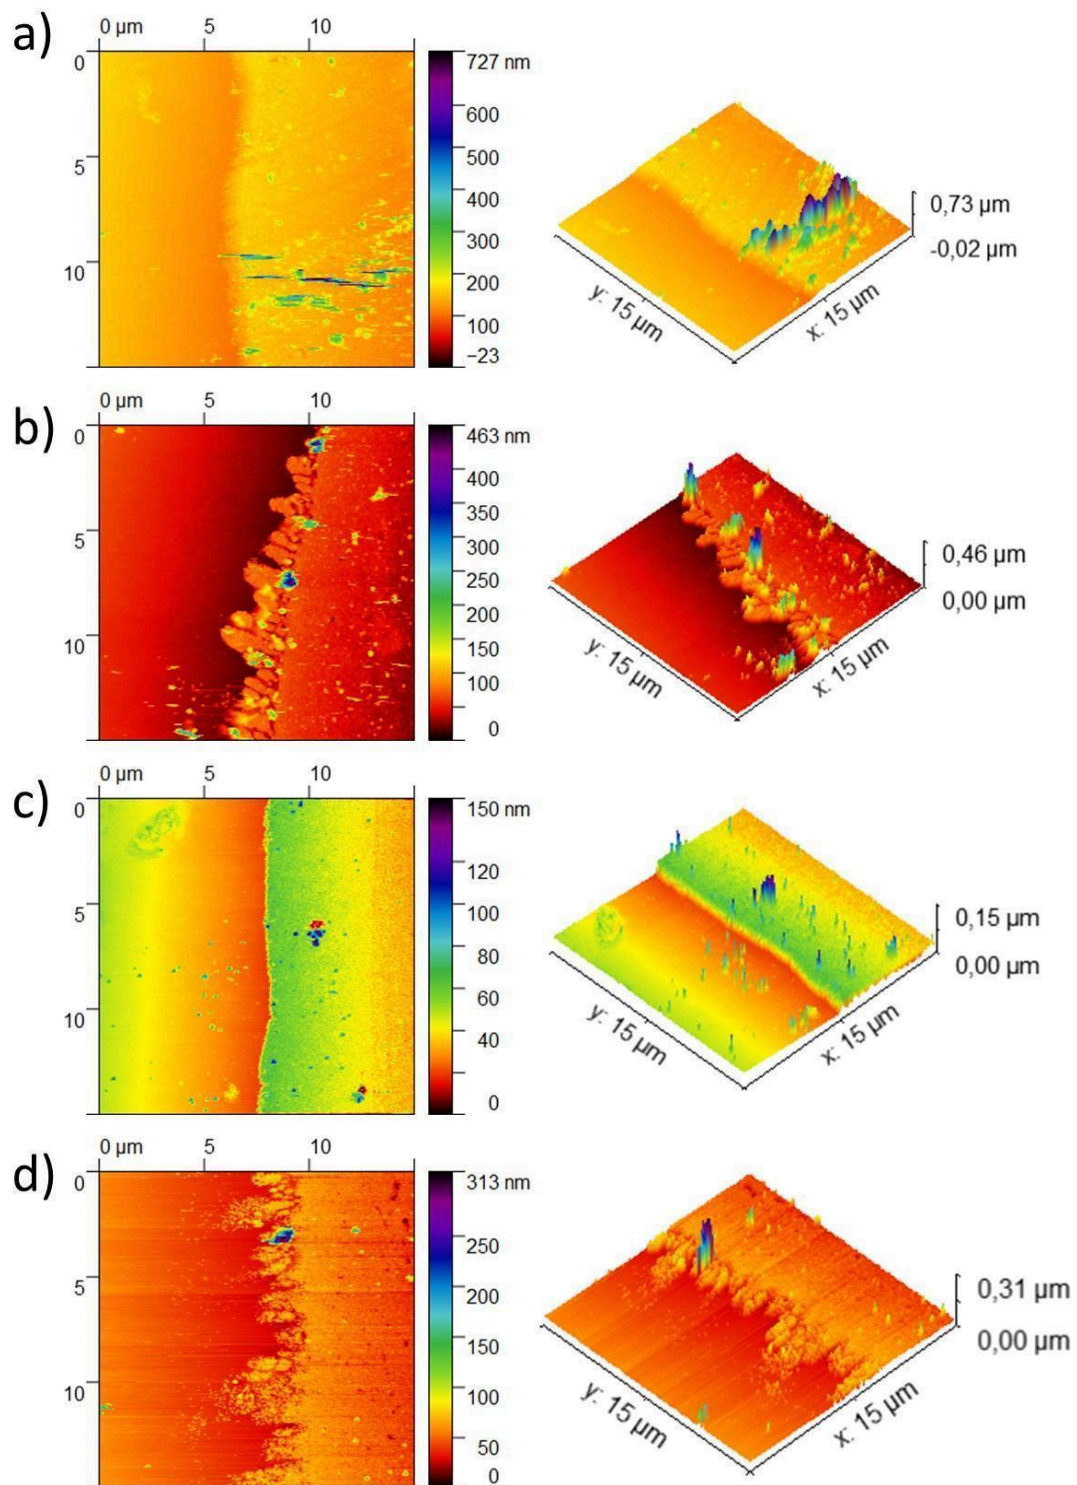 a)
0 µm 5 10
0
5
10
727 nm
600
500
400
300
200
100
−23
0,73 µm
-0,02 µm
y: 15 µm
x: 15 µm
b)
0 µm 5 10
0
5
10
463 nm
400
350
300
250
200
150
100
0
0,46 µm
0,00 µm
y: 15 µm
x: 15 µm
c)
0 µm 5 10
0
5
10
150 nm
120
100
80
60
40
0
0,15 µm
0,00 µm
y: 15 µm
x: 15 µm
d)
0 µm 5 10
0
5
10
313 nm
250
200
150
100
50
0
0,31 µm
0,00 µm
y: 15 µm
x: 15 µm